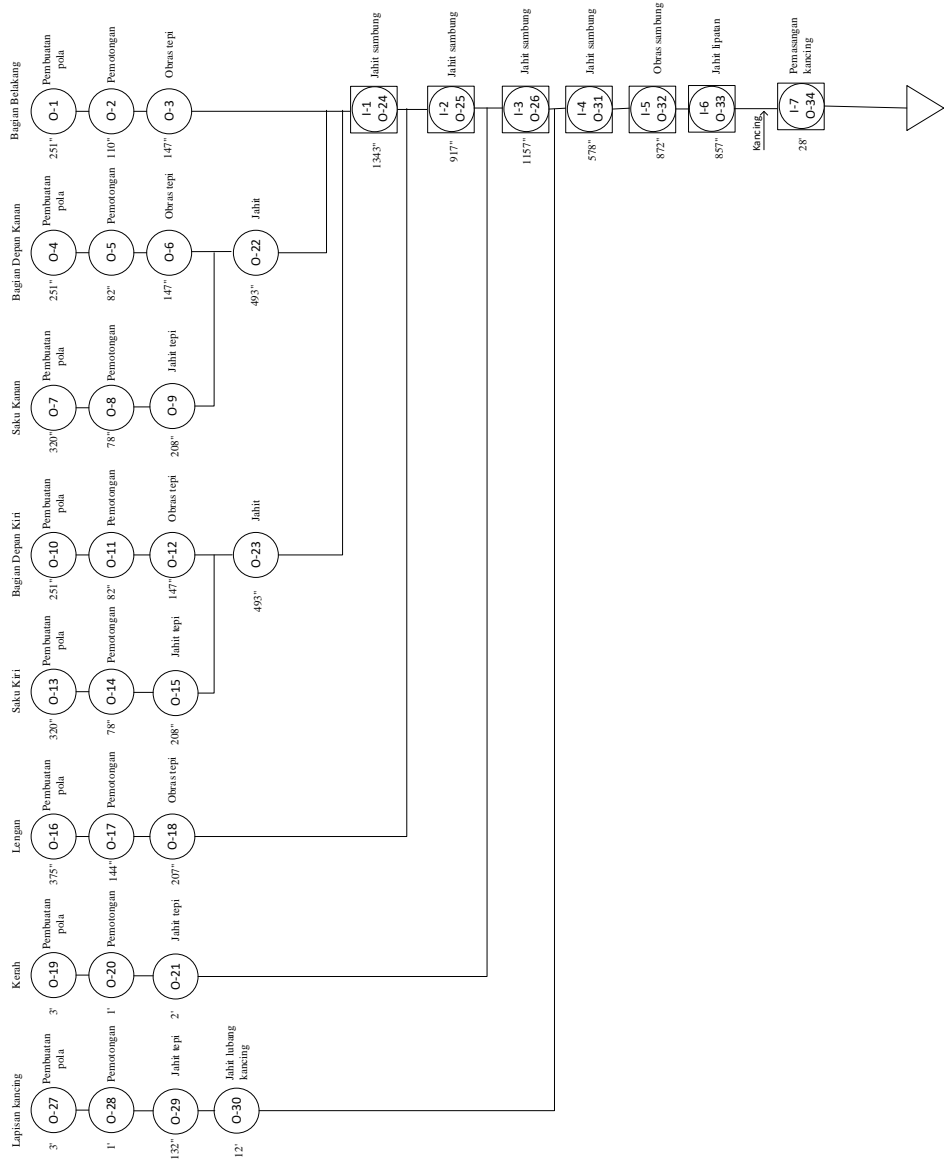 Lapisan kancing
3'
O-27
Pembuatan
pola
1'
O-28
Pemotongan
132"
O-29
Jahit tepi
12'
O-30
Jahit lubang
kancing
Kerah
3'
O-19
Pembuatan
pola
1'
O-20
Pemotongan
2'
O-21
Jahit tepi
Lengan
375"
O-16
Pembuatan
pola
144"
O-17
Pemotongan
207"
O-18
Obras tepi
Saku Kiri
320"
O-13
Pembuatan
pola
78"
O-14
Pemotongan
208"
O-15
Jahit tepi
Bagian Depan Kiri
251"
O-10
Pembuatan
pola
82"
O-11
Pemotongan
147"
O-12
Obras tepi
493"
O-23
Jahit
Saku Kanan
320"
O-7
Pembuatan
pola
78"
O-8
Pemotongan
208"
O-9
Jahit tepi
Bagian Depan Kanan
251"
O-4
Pembuatan
pola
82"
O-5
Pemotongan
147"
O-6
Obras tepi
493"
O-22
Jahit
Bagian Belakang
251"
O-1
Pembuatan
pola
110"
O-2
Pemotongan
147"
O-3
Obras tepi
1343"
I-1
O-24
Jahit sambung
917"
I-2
O-25
Jahit sambung
1157"
I-3
O-26
Jahit sambung
578"
I-4
O-31
Jahit sambung
872"
I-5
O-32
Obras sambung
857"
I-6
O-33
Jahit lipatan
Kancing
28'
I-7
O-34
Pemasangan
kancing